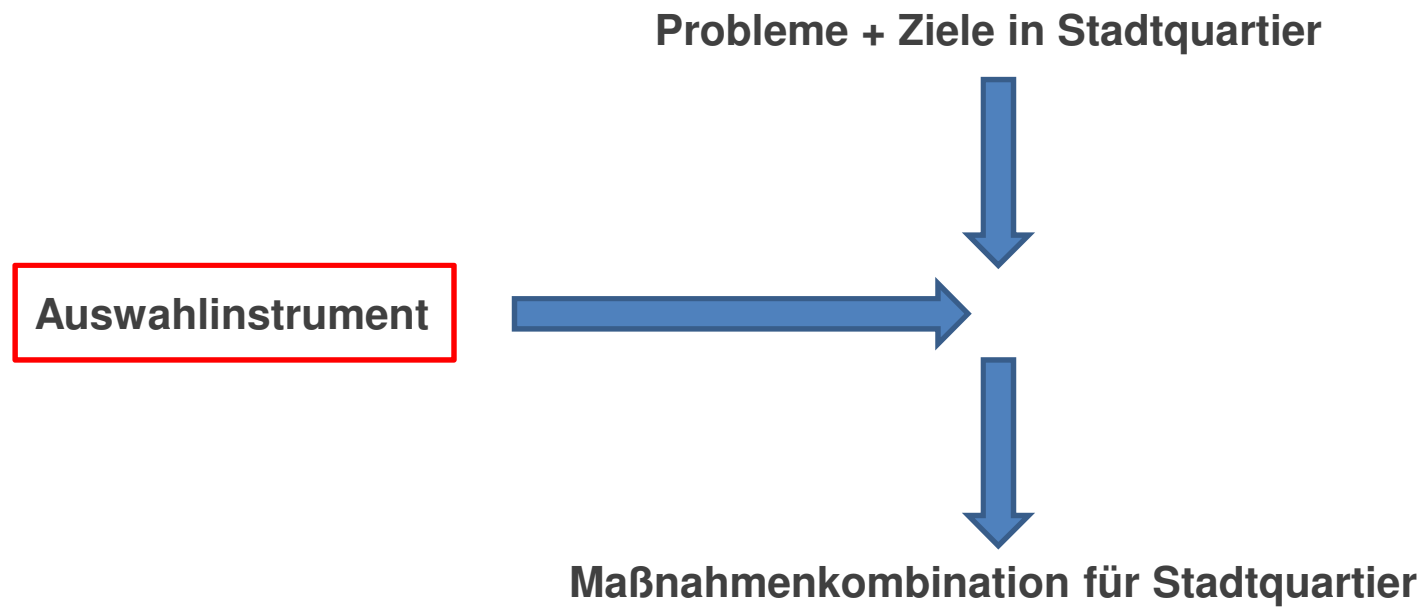 Probleme + Ziele in Stadtquartier
Auswahlinstrument
Maßnahmenkombination für Stadtquartier